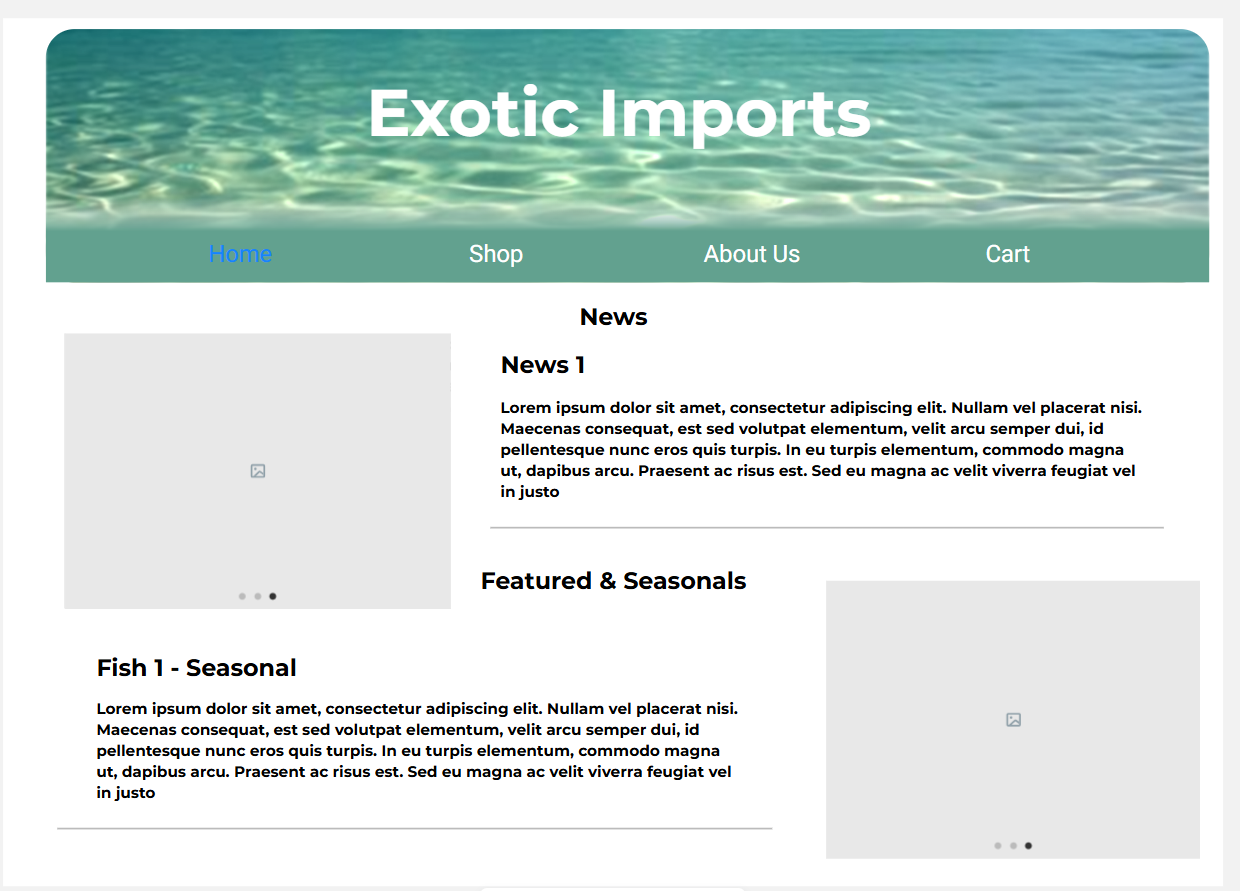 Exotic Imports
Home Shop About Us Cart
News
News 1
Lorem ipsum dolor sit amet, consectetur adipiscing elit. Nullam vel placerat nisi.
Maecenas consequat, est sed volutpat elementum, velit arcu semper dui, id
pellentesque nunc eros quis turpis. In eu turpis elementum, commodo magna
ut, dapibus arcu. Praesent ac risus est. Sed eu magna ac velit viverra feugiat vel
in justo
Featured & Seasonals
Fish 1 - Seasonal
Lorem ipsum dolor sit amet, consectetur adipiscing elit. Nullam vel placerat nisi.
Maecenas consequat, est sed volutpat elementum, velit arcu semper dui, id
pellentesque nunc eros quis turpis. In eu turpis elementum, commodo magna
ut, dapibus arcu. Praesent ac risus est. Sed eu magna ac velit viverra feugiat vel
in justo